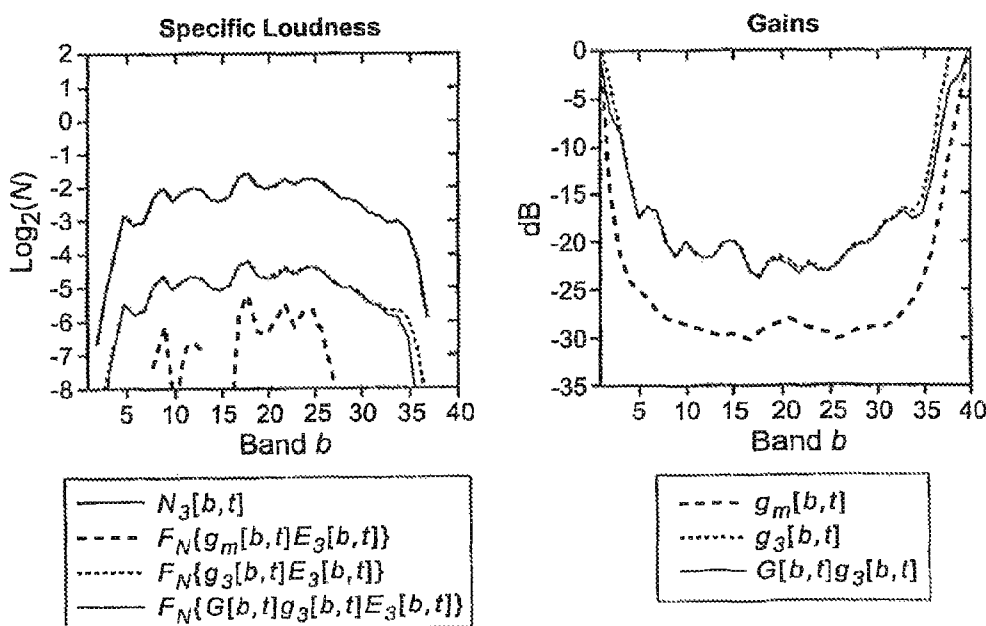 Specific Loudness
Log2(N)
2
1
0
-1
-2
-3
-4
-5
-6
-7
-8
5 10 15 20 25 30 35 40
Band b
N3[b,t]
FN{gm[b,t]E3[b,t]}
FN{g3[b,t]E3[b,t]}
FN{G[b,t]g3[b,t]E3[b,t]}
Gains
dB
0
-5
-10
-15
-20
-25
-30
-35
5 10 15 20 25 30 35 40
Band b
gm[b,t]
g3[b,t]
G[b,t]g3[b,t]